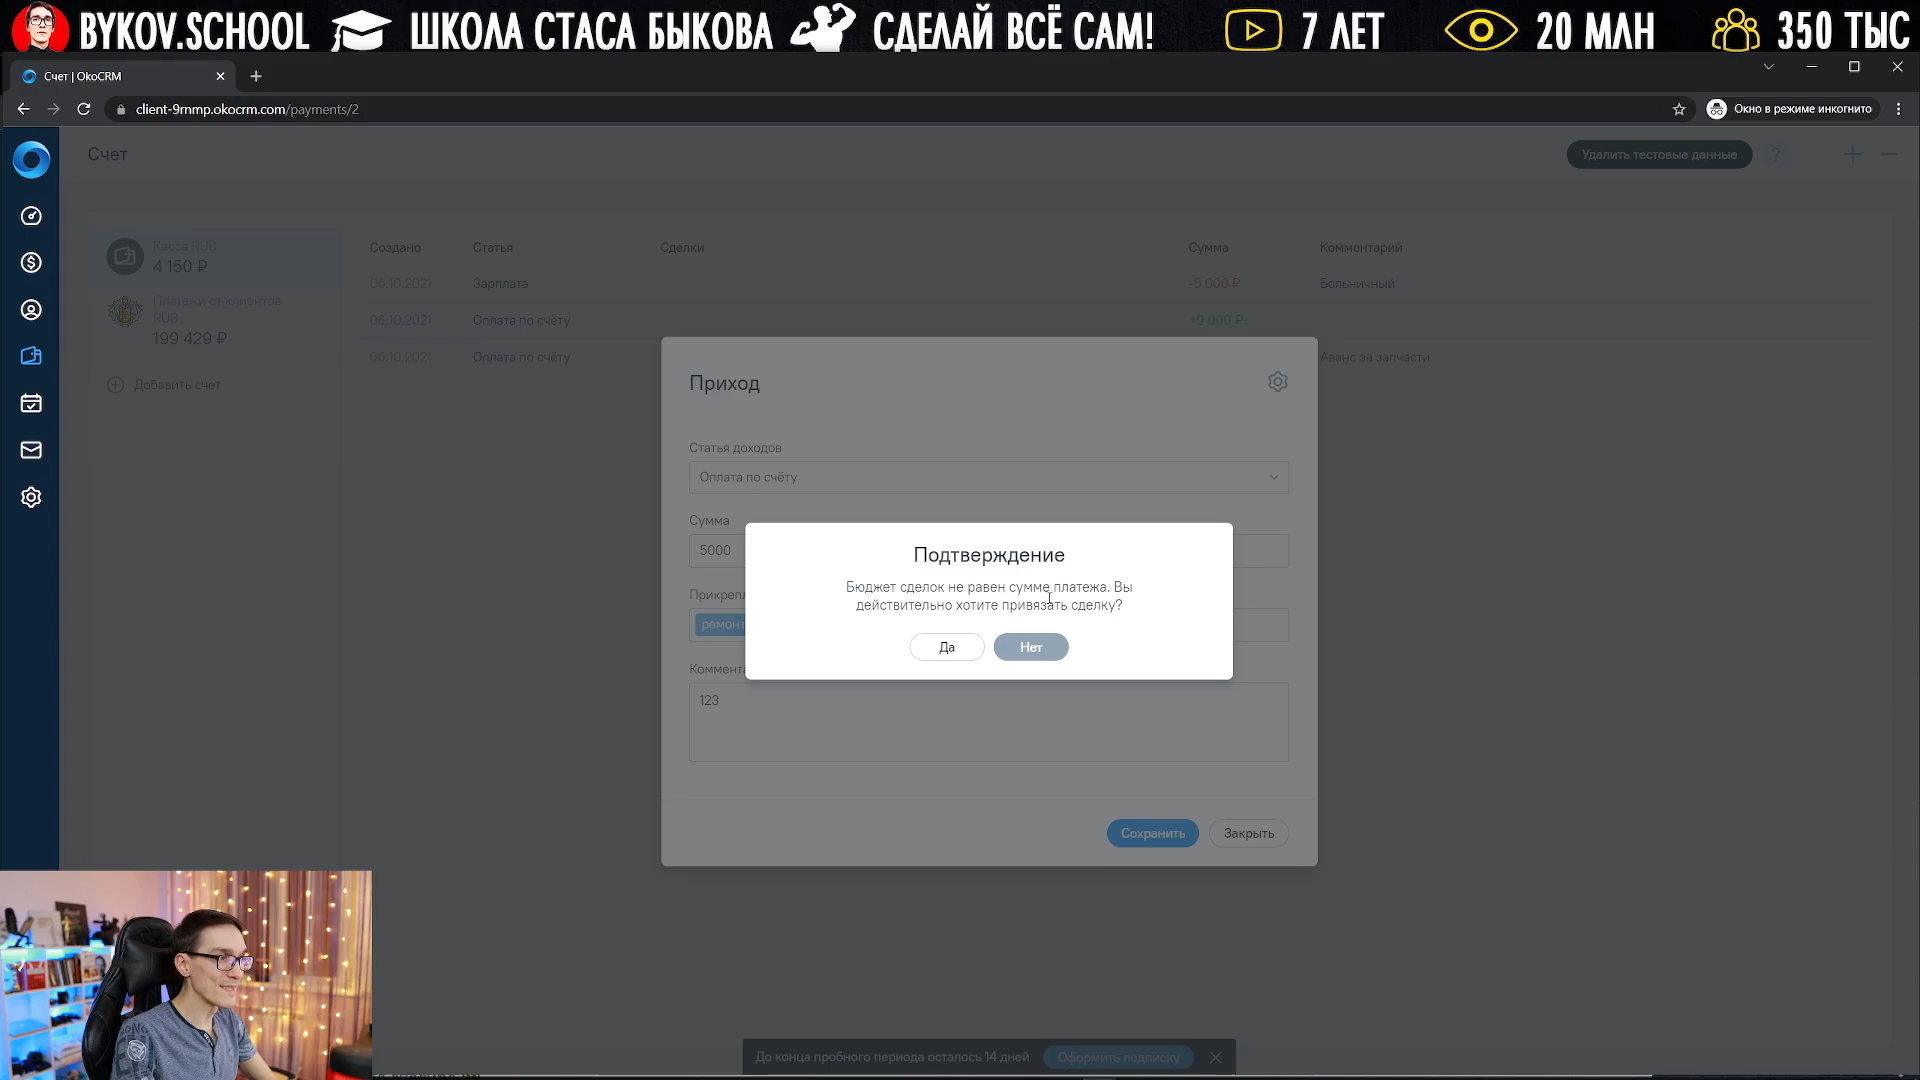 BYKOV.SCHOOL ШКОЛА СТАСА БЫКОВА СДЕЛАЙ ВСЁ САМ! 7 ЛЕТ 20 МЛН 350 ТЫС
Счет | OkoCRM
client-9rnmp.okocrm.com/payments/2
Окно в режиме инкогнито
Счет
Удалить тестовые данные
?
Касса RUB
4 150 ₽
Платежи от клиентов
RUB
199 429 ₽
Добавить счет
Создано Статья Сделки Сумма Комментарий
06.10.2021 Зарплата -5 000 ₽ Больничный
06.10.2021 Оплата по счёту +9 000 ₽
06.10.2021 Оплата по счёту Аванс за запчасти
Приход
Статья доходов
Оплата по счёту
Сумма
5000
Прикрепл
ремонт
Коммента
123
Подтверждение
Бюджет сделок не равен сумме платежа. Вы
действительно хотите привязать сделку?
Да Нет
Сохранить Закрыть
До конца пробного периода осталось 14 дней Оформить подписку